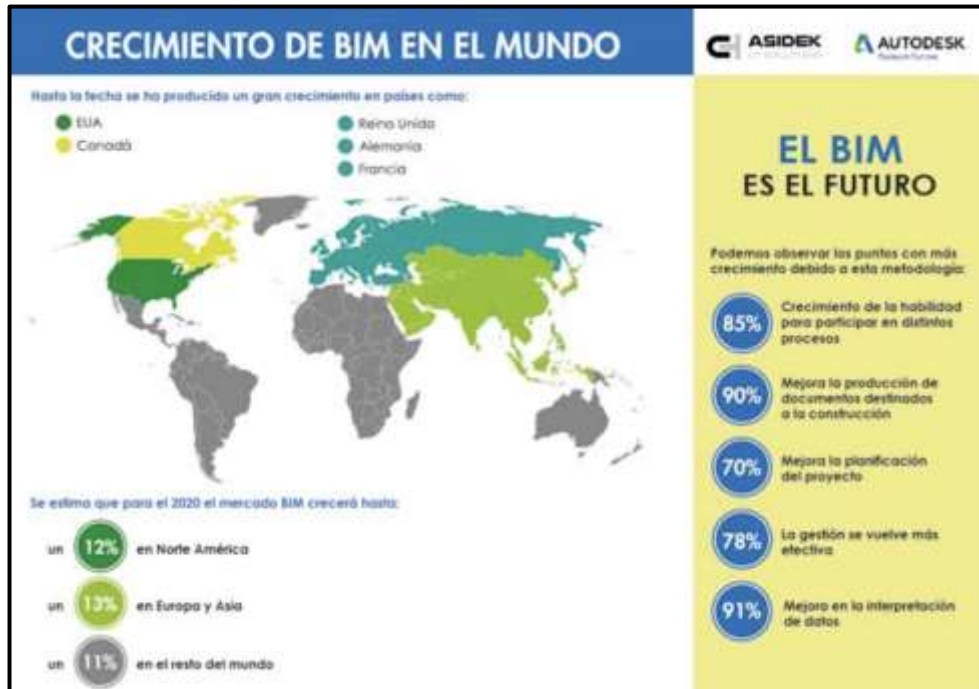 CRECIMIENTO DE BIM EN EL MUNDO
ASIDEK
AUTODESK
Hasta la fecha se ha producido un gran crecimiento en países como:
EUA
Canadá
Reino Unido
Alemania
Francia
Se estima que para el 2020 el mercado BIM crecerá hasta:
un 12% en Norte América
un 13% en Europa y Asia
un 11% en el resto del mundo
EL BIM
ES EL FUTURO
Podemos observar los puntos con más
crecimiento debido a esta metodología:
85%
Crecimiento de la habilidad
para participar en distintos
procesos
90%
Mejora la producción de
documentos destinados
a la construcción
70%
Mejora la planificación
del proyecto
78%
La gestión se vuelve más
efectiva
91%
Mejora en la interpretación
de datos